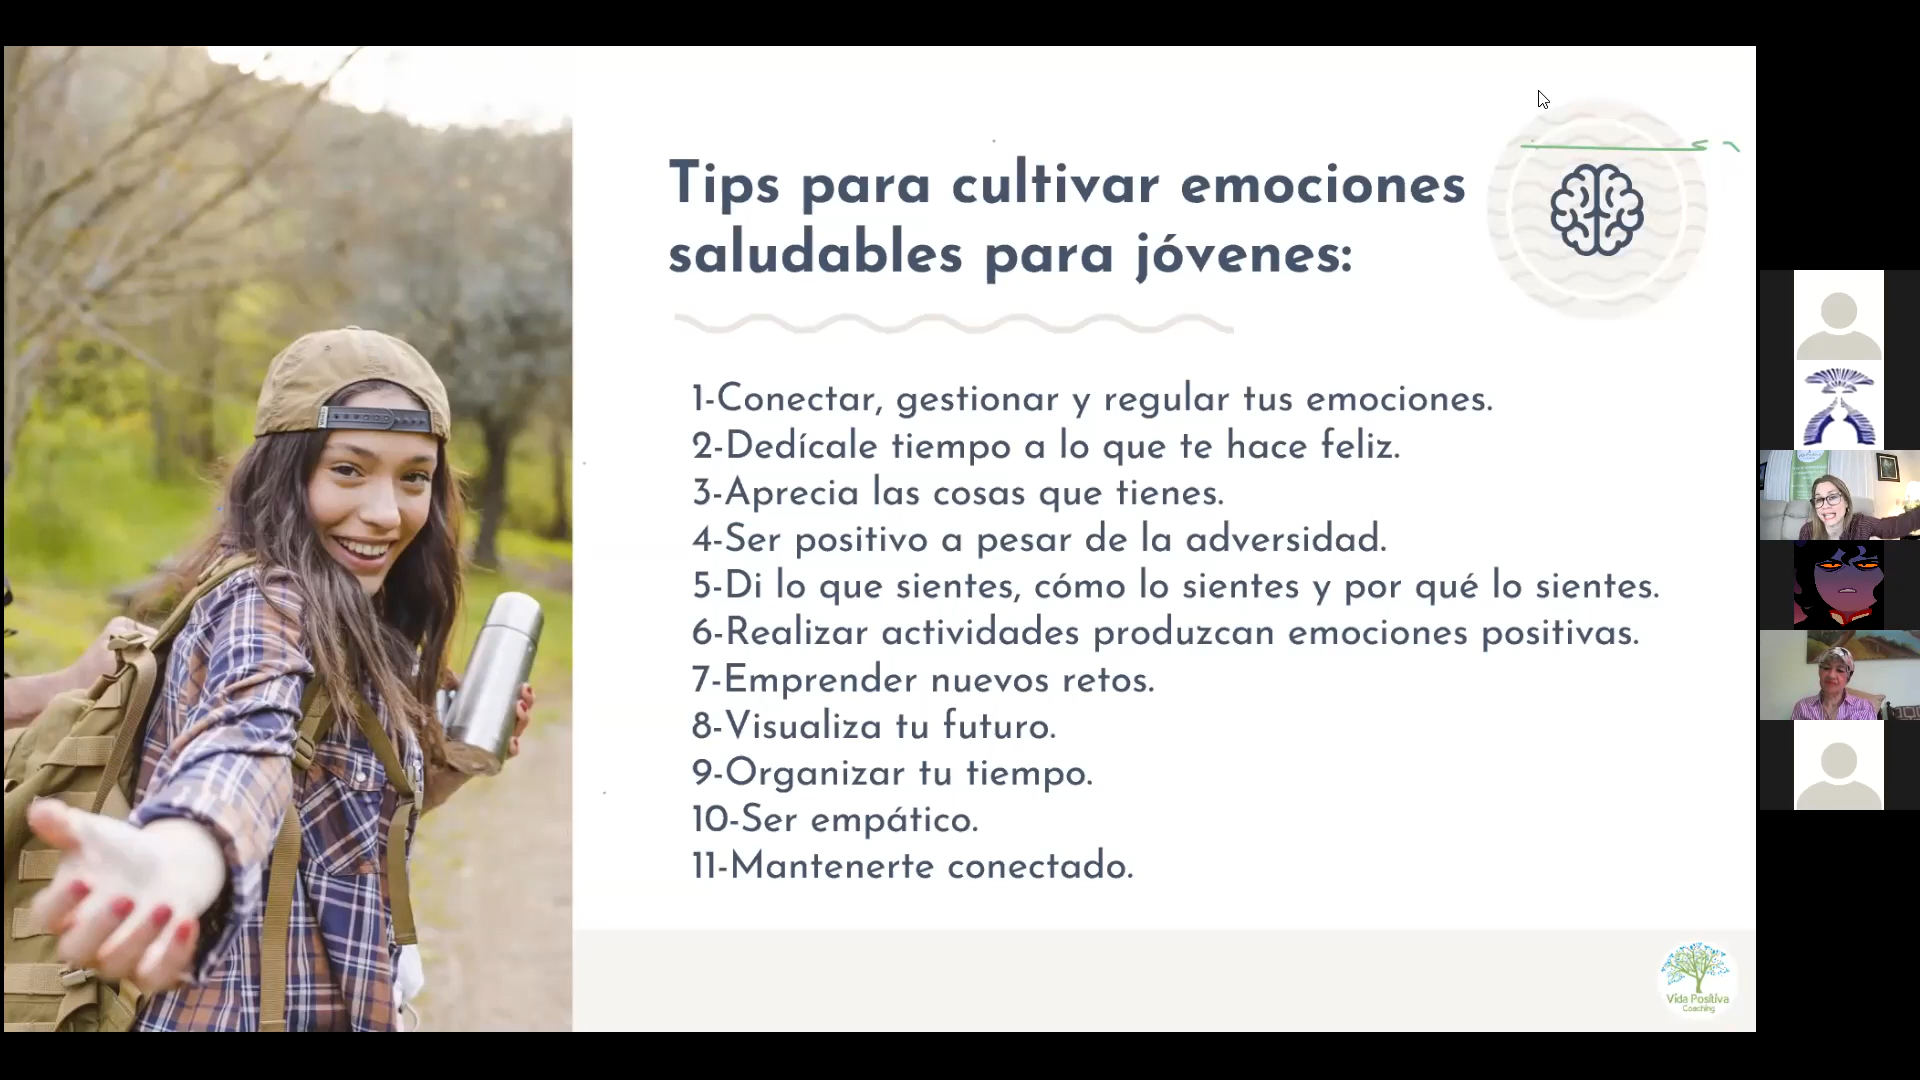 Tips para cultivar emociones
saludables para jóvenes:
1-Conectar, gestionar y regular tus emociones.
2-Dedícale tiempo a lo que te hace feliz.
3-Aprecia las cosas que tienes.
4-Ser positivo a pesar de la adversidad.
5-Di lo que sientes, cómo lo sientes y por qué lo sientes.
6-Realizar actividades produzcan emociones positivas.
7-Emprender nuevos retos.
8-Visualiza tu futuro.
9-Organizar tu tiempo.
10-Ser empático.
11-Mantenerte conectado.
Vida Positiva
Coaching